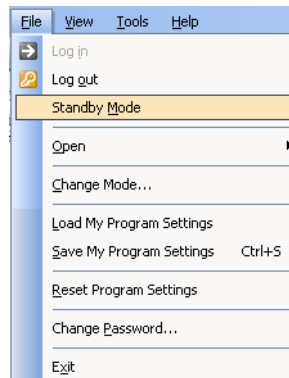 File View Tools Help
Log in
Log out
Standby Mode
Open
Change Mode...
Load My Program Settings
Save My Program Settings Ctrl+S
Reset Program Settings
Change Password...
Exit